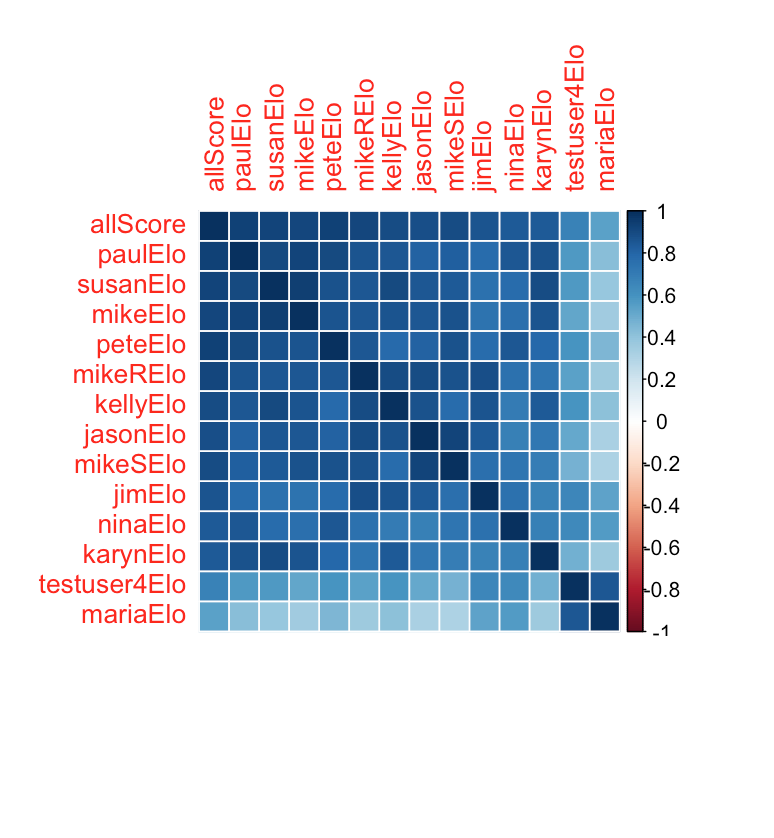 allScore
paulElo
susanElo
mikeElo
peteElo
mikeRElo
kellyElo
jasonElo
mikeSElo
jimElo
ninaElo
karynElo
testuser4Elo
mariaElo
allScore
paulElo
susanElo
mikeElo
peteElo
mikeRElo
kellyElo
jasonElo
mikeSElo
jimElo
ninaElo
karynElo
testuser4Elo
mariaElo
1
0.8
0.6
0.4
0.2
0
-0.2
-0.4
-0.6
-0.8
-1